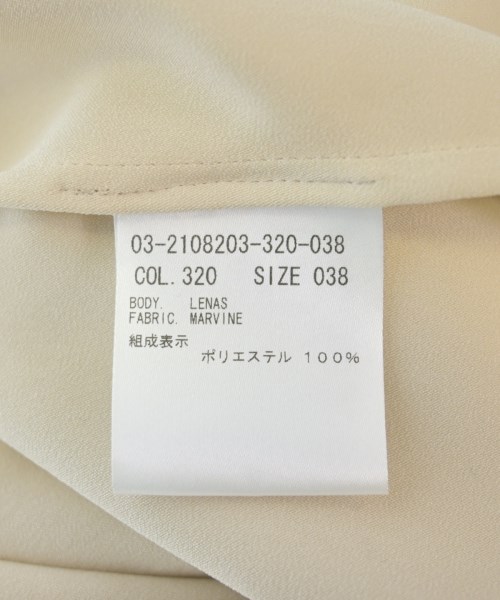 03-2108203-320-038
COL. 320 SIZE 038
BODY. LENAS
FABRIC. MARVINE
組成表示
ポリエステル １００％